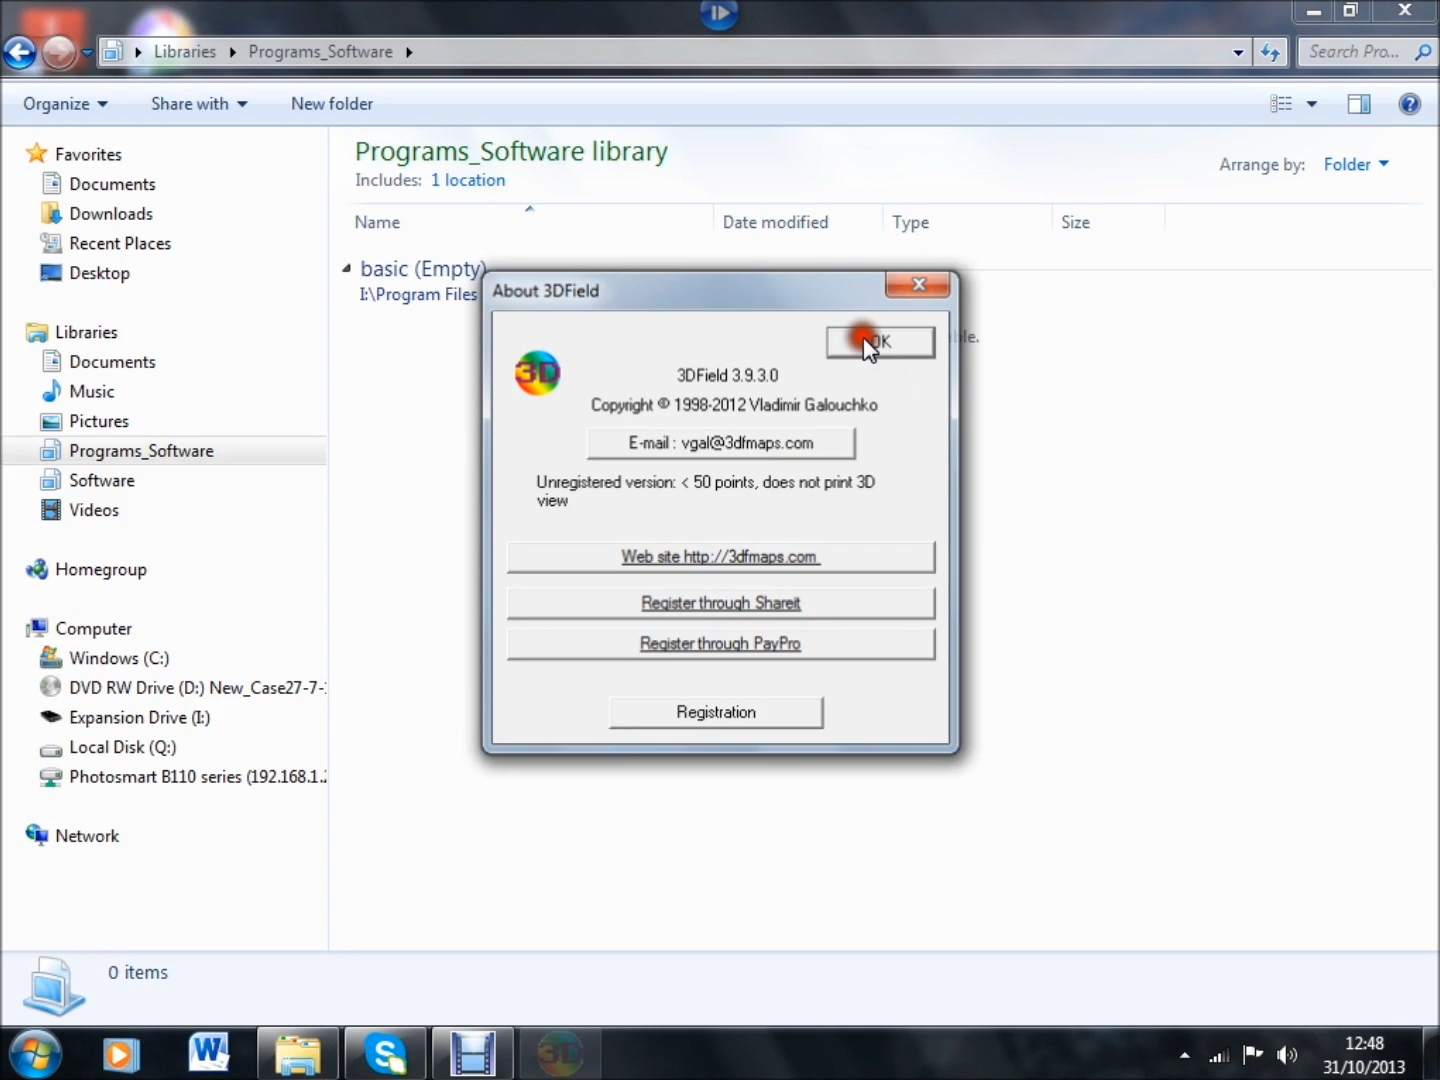 Libraries Programs_Software Search Pro...
Organize Share with New folder
Favorites
Documents
Downloads
Recent Places
Desktop
Libraries
Documents
Music
Pictures
Programs_Software
Software
Videos
Homegroup
Computer
Windows (C:)
DVD RW Drive (D:) New_Case27-7-
Expansion Drive (I:)
Local Disk (Q:)
Photosmart B110 series (192.168.1.
Network
Programs_Software library
Includes: 1 location
Arrange by: Folder
Name Date modified Type Size
basic (Empty)
I:\Program Files
About 3DField
OK
3D
3DField 3.9.3.0
Copyright © 1998-2012 Vladimir Galouchko
E-mail : vgal@3dfmaps.com
Unregistered version: < 50 points, does not print 3D
view
Web site http://3dfmaps.com
Register through Shareit
Register through PayPro
Registration
0 items
12:48
31/10/2013